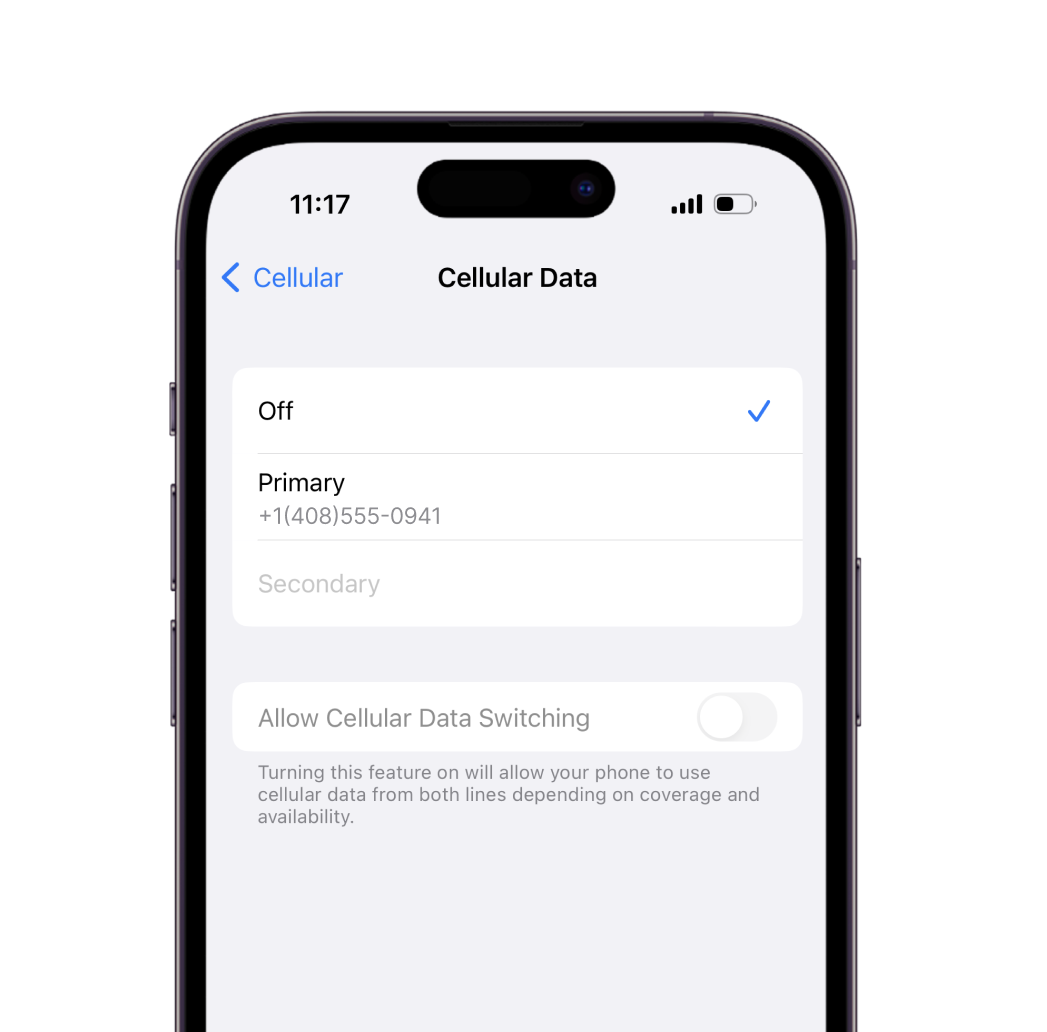 11:17
Cellular
Cellular Data
Off
Primary
+1(408)555-0941
Secondary
Allow Cellular Data Switching
Turning this feature on will allow your phone to use
cellular data from both lines depending on coverage and
availability.